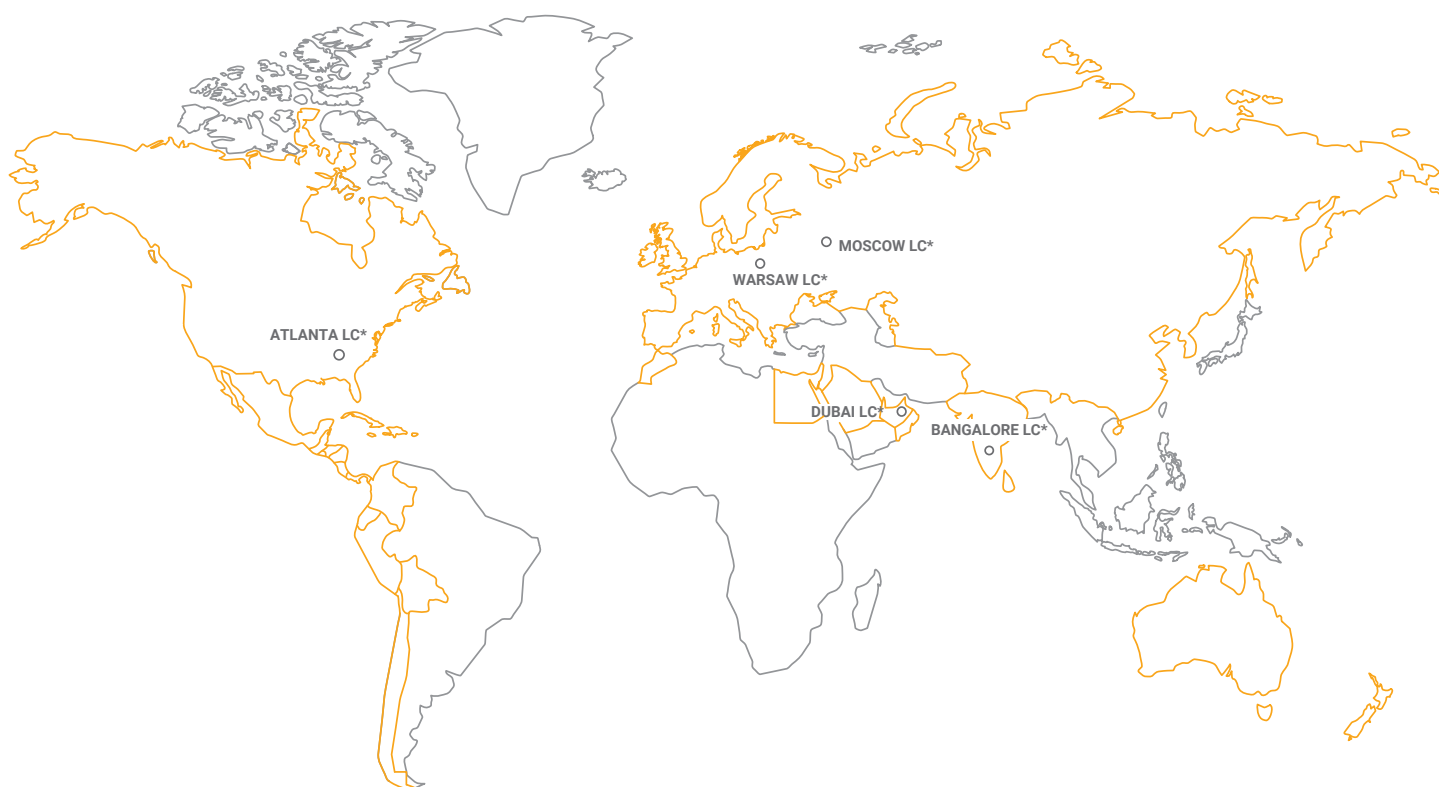 MOSCOW LC*
WARSAW LC*
ATLANTA LC*
DUBAI LC*
BANGALORE LC*